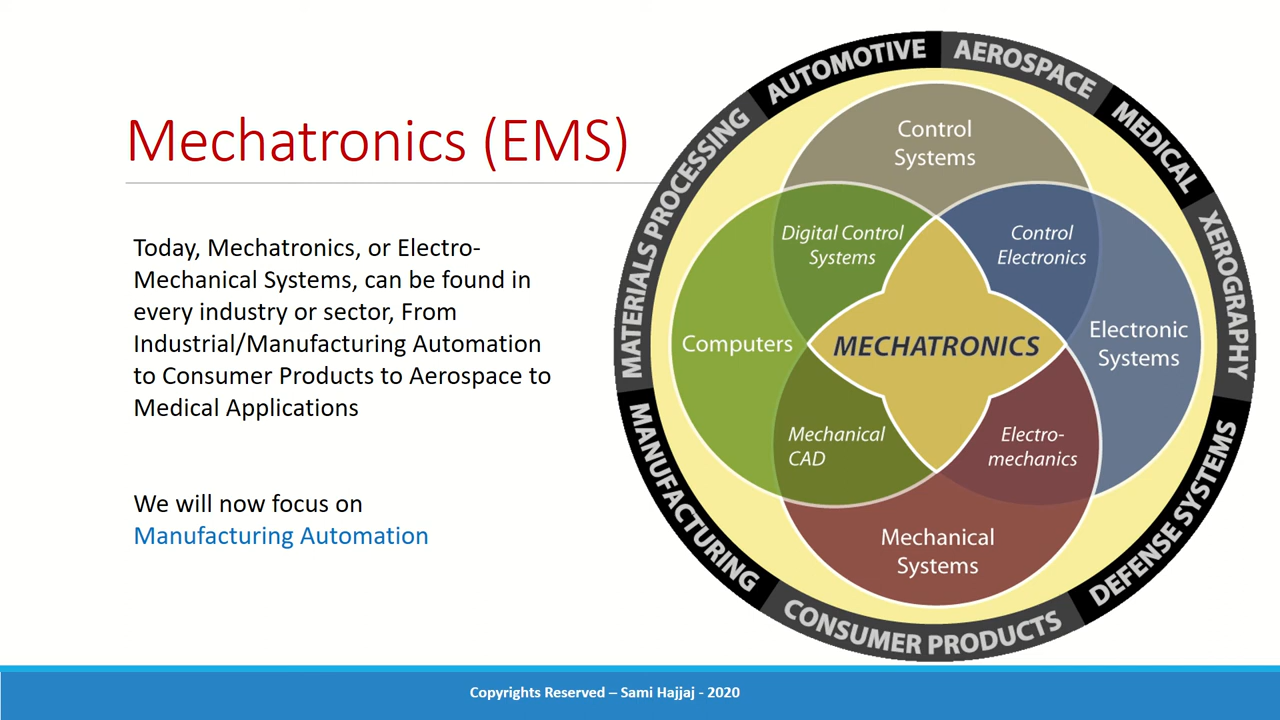 Mechatronics (EMS)
Today, Mechatronics, or Electro-
Mechanical Systems, can be found in
every industry or sector, From
Industrial/Manufacturing Automation
to Consumer Products to Aerospace to
Medical Applications
We will now focus on
Manufacturing Automation
MATERIALS PROCESSING
AUTOMOTIVE
AEROSPACE
MEDICAL
XEROGRAPHY
DEFENSE SYSTEMS
CONSUMER PRODUCTS
MANUFACTURING
Control
Systems
Digital Control
Systems
Control
Electronics
Computers
MECHATRONICS
Electronic
Systems
Mechanical
CAD
Electro-
mechanics
Mechanical
Systems
Copyrights Reserved – Sami Hajjaj - 2020